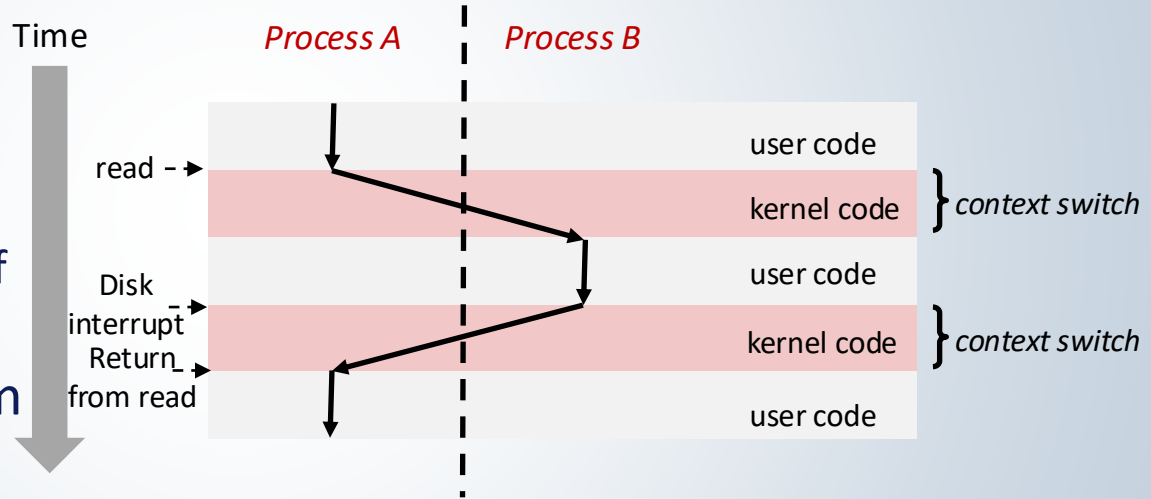 Time
Process A
Process B
user code
read
kernel code
context switch
user code
Disk
interrupt
kernel code
context switch
Return
from read
user code